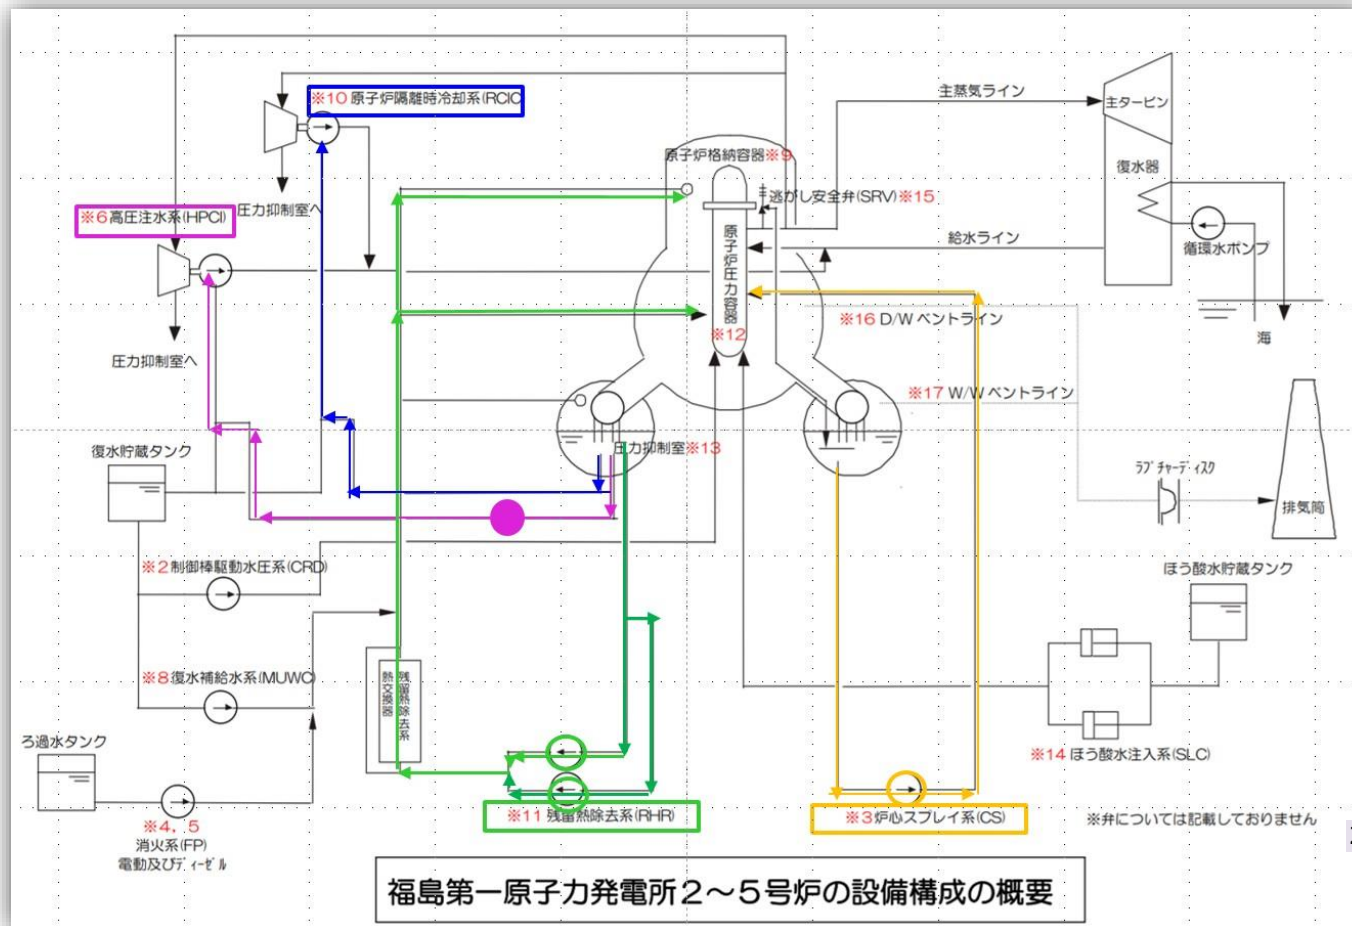 ※10 原子炉隔離時冷却系(RCIC
主蒸気ライン
主タービン
原子炉格納容器※9
復水器
逃がし安全弁(SRV)※15
※6高圧注水系(HPCI)
圧力抑制室へ
原子炉圧力容器
※12
給水ライン
循環水ポンプ
※16 D/Wベントライン
海
圧力抑制室へ
※17 W/Wベントライン
復水貯蔵タンク
圧力抑制室※13
ラプチャーディスク
排気筒
※2制御棒駆動水圧系(CRD)
ほう酸水貯蔵タンク
※8復水補給水系(MUWC)
残留熱除去系
熱交換器
ろ過水タンク
※14ほう酸水注入系(SLC)
※4，5
消火系(FP)
電動及びディーゼル
※11 残留熱除去系(RHR)
※3炉心スプレイ系(CS)
※弁については記載しておりません
福島第一原子力発電所２～５号炉の設備構成の概要